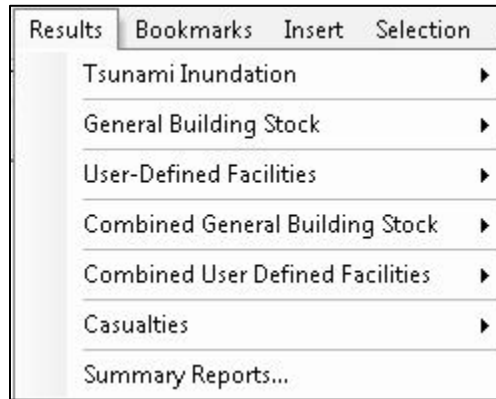 Results Bookmarks Insert Selection
Tsunami Inundation
General Building Stock
User-Defined Facilities
Combined General Building Stock
Combined User Defined Facilities
Casualties
Summary Reports...